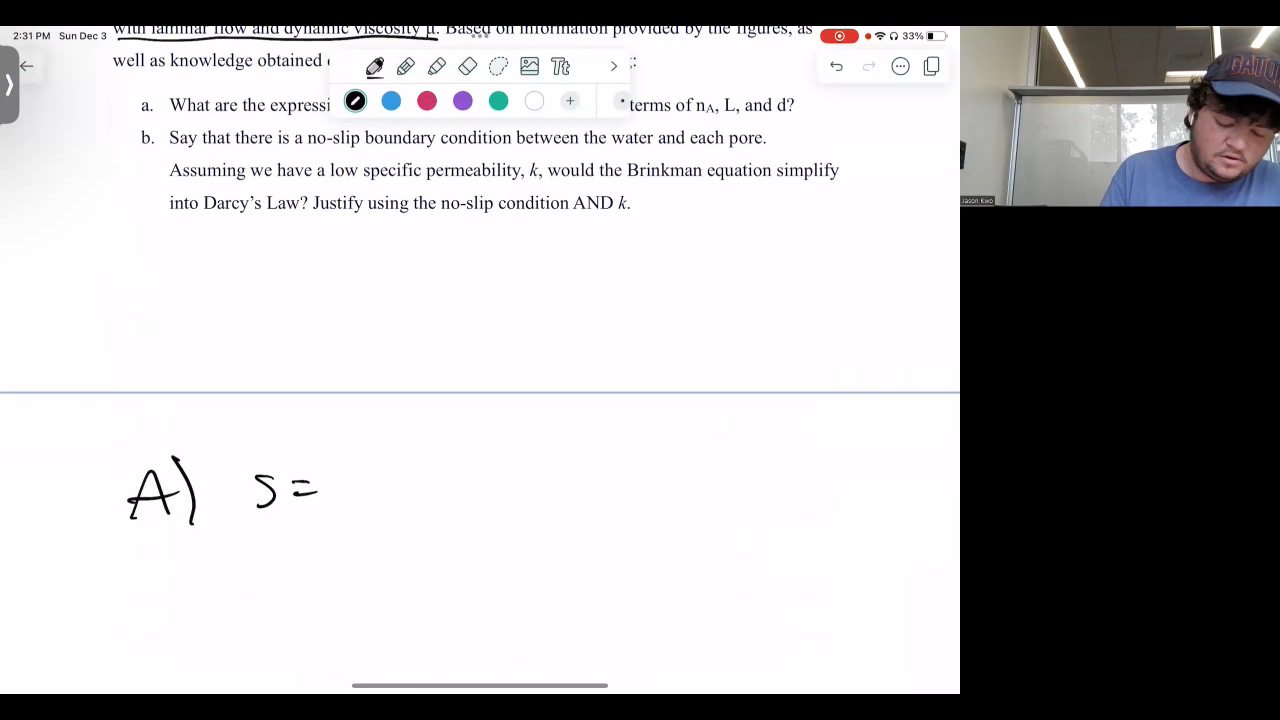 2:31 PM Sun Dec 3
33%
with laminar flow and dynamic viscosity μ. Based on information provided by the figures, as
well as knowledge obtained
Tt
a. What are the terms of nA, L, and d?
b. Say that there is a no-slip boundary condition between the water and each pore.
Assuming we have a low specific permeability, k, would the Brinkman equation simplify
into Darcy's Law? Justify using the no-slip condition AND k.
A) S =
GATO
Jason Kwo